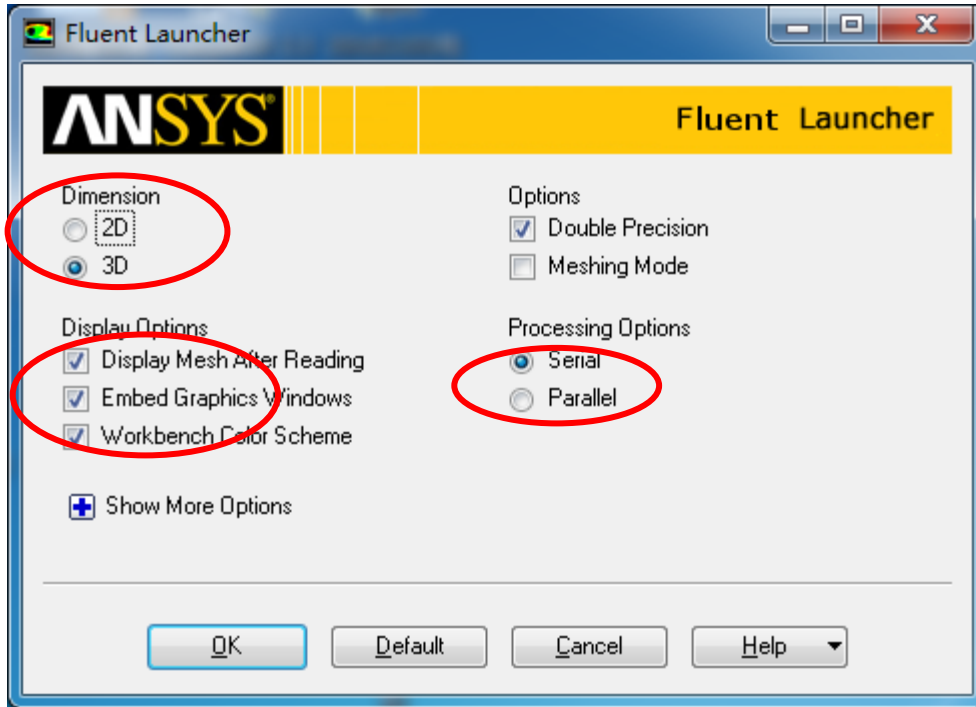 Fluent Launcher
ANSYS®
Fluent Launcher
Dimension
2D
3D
Options
Double Precision
Meshing Mode
Display Options
Display Mesh After Reading
Embed Graphics Windows
Workbench Color Scheme
Processing Options
Serial
Parallel
Show More Options
OK
Default
Cancel
Help